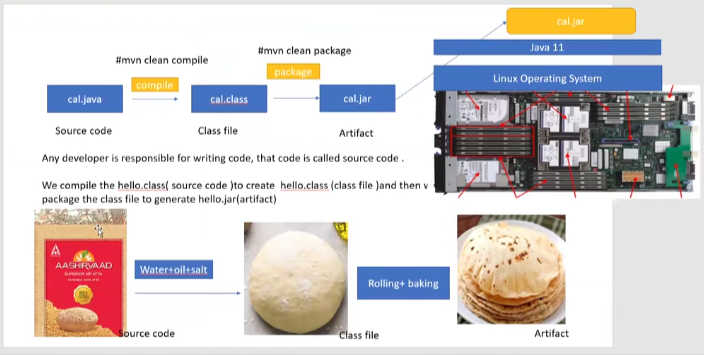 cal.jar
Java 11
Linux Operating System
#mvn clean compile
#mvn clean package
compile
package
cal.java
cal.class
cal.jar
Source code
Class file
Artifact
Any developer is responsible for writing code, that code is called source code .
We compile the hello.class( source code )to create hello.class (class file )and then v
package the class file to generate hello.jar(artifact)
AASHIRVAAD
Water+oil+salt
Rolling+ baking
Source code
Class file
Artifact